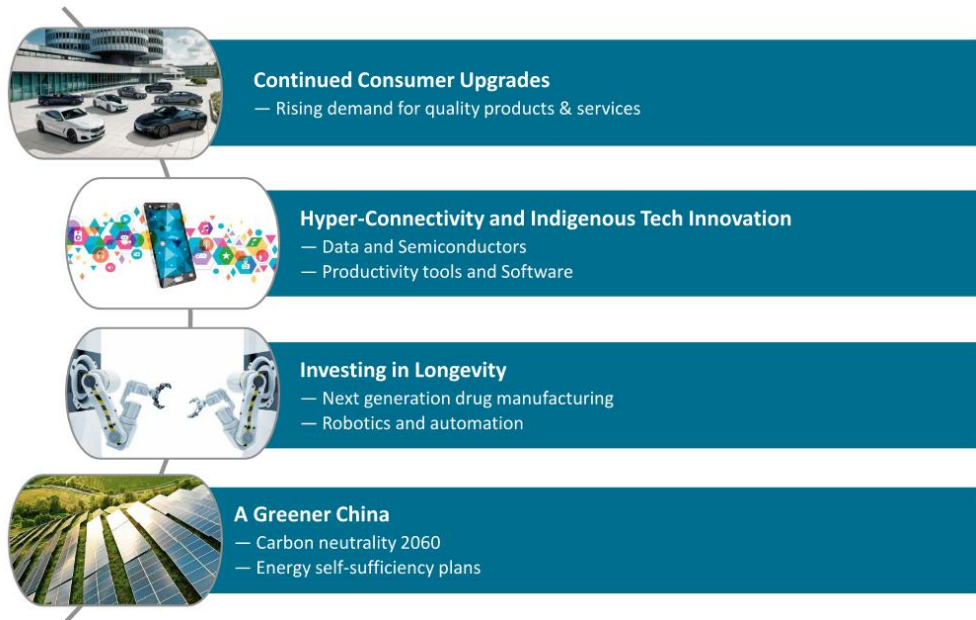 Continued Consumer Upgrades
— Rising demand for quality products & services
Hyper-Connectivity and Indigenous Tech Innovation
— Data and Semiconductors
— Productivity tools and Software
Investing in Longevity
— Next generation drug manufacturing
— Robotics and automation
A Greener China
— Carbon neutrality 2060
— Energy self-sufficiency plans